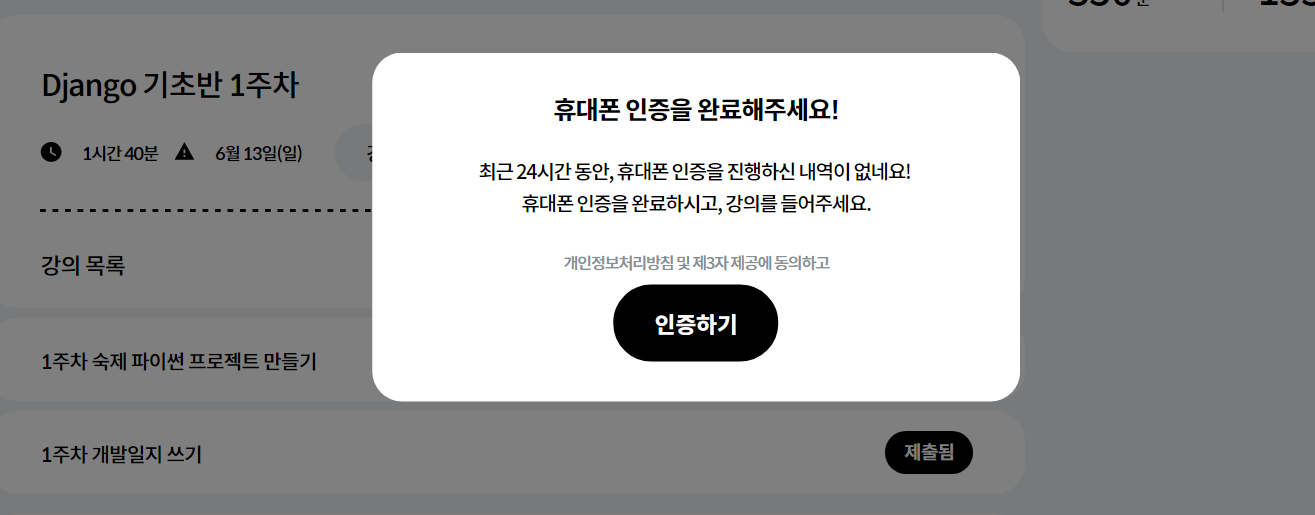 Django 기초반 1주차
1시간 40분
6월 13일(일)
휴대폰 인증을 완료해주세요!
최근 24시간 동안, 휴대폰 인증을 진행하신 내역이 없네요!
휴대폰 인증을 완료하시고, 강의를 들어주세요.
개인정보처리방침 및 제3자 제공에 동의하고
인증하기
강의 목록
1주차 숙제 파이썬 프로젝트 만들기
1주차 개발일지 쓰기
제출됨